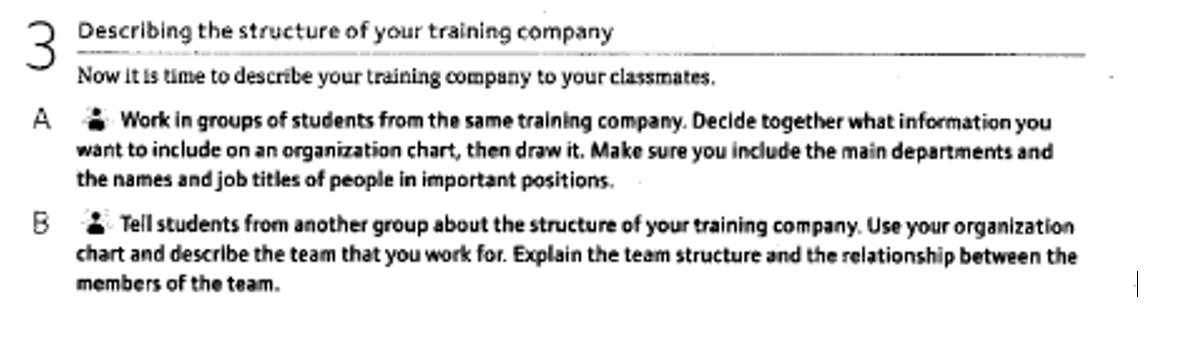 3 Describing the structure of your training company
Now it is time to describe your training company to your classmates.
A Work in groups of students from the same training company. Decide together what information you
want to include on an organization chart, then draw it. Make sure you include the main departments and
the names and job titles of people in important positions.
B Tell students from another group about the structure of your training company. Use your organization
chart and describe the team that you work for. Explain the team structure and the relationship between the
members of the team.